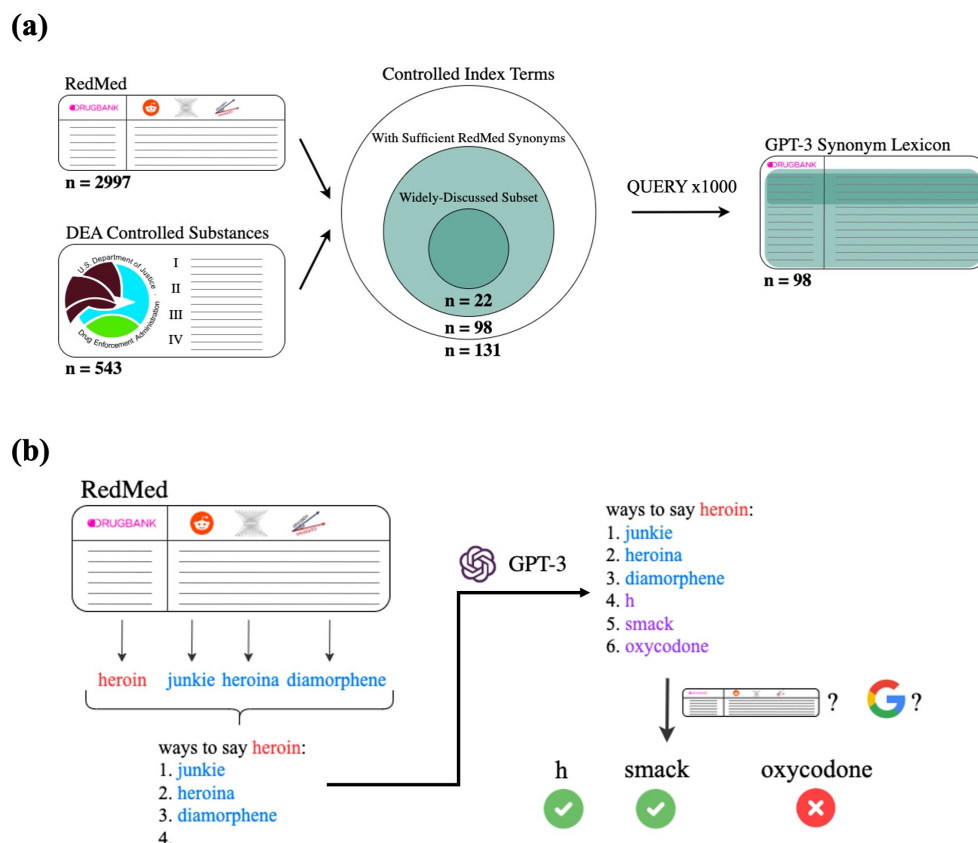 (a)
RedMed
DRUGBANK
n = 2997
DEA Controlled Substances
U.S. Department of Justice
Drug Enforcement Administration
I
II
III
IV
n = 543
Controlled Index Terms
With Sufficient RedMed Synonyms
Widely-Discussed Subset
n = 22
n = 98
n = 131
QUERY x1000
GPT-3 Synonym Lexicon
DRUGBANK
n = 98
(b)
RedMed
DRUGBANK
heroin junkie heroina diamorphene
ways to say heroin:
1. junkie
2. heroina
3. diamorphene
4.
GPT-3
ways to say heroin:
1. junkie
2. heroina
3. diamorphene
4. h
5. smack
6. oxycodone
? G ?
h smack oxycodone